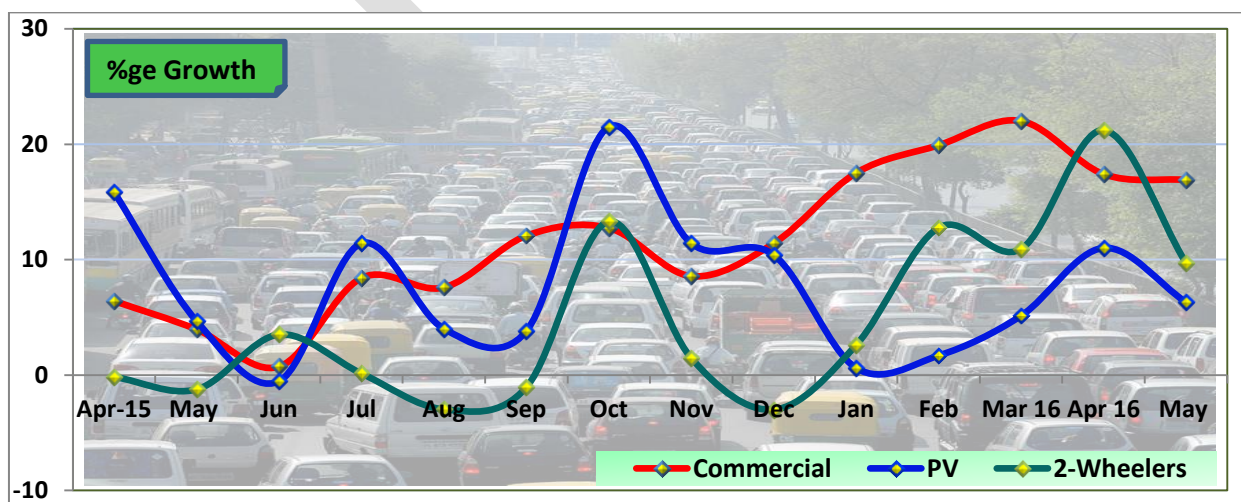 30
%ge Growth
20
10
0
Apr-15 May Jun Jul Aug Sep Oct Nov Dec Jan Feb Mar 16 Apr 16 May
Commercial PV 2-Wheelers
-10